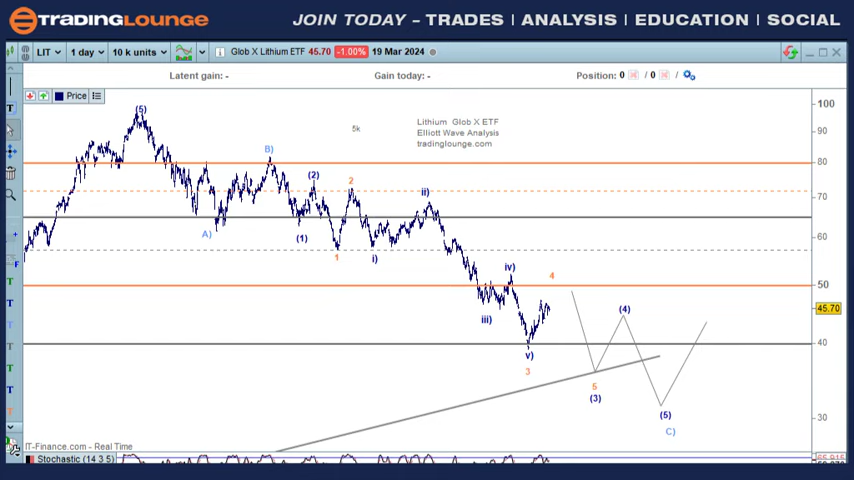 TRADINGLOUNGE
JOIN TODAY – TRADES | ANALYSIS | EDUCATION | SOCIAL
LIT 1 day 10 k units Glob X Lithium ETF 45.70 -1.00% 19 Mar 2024
Latent gain: - Gain today: - Position: 0 / 0
Price
T
Lithium Glob X ETF
Elliott Wave Analysis
tradinglounge.com
5k
(5)
B)
(2)
2
ii)
A)
(1)
1
i)
iv)
4
iii)
v)
3
(4)
5
(3)
(5)
C)
100
90
80
70
60
50
45.70
40
30
T
T
T
T
T
T
IT-Finance.com - Real Time
Stochastic (14 3 5)
65.915